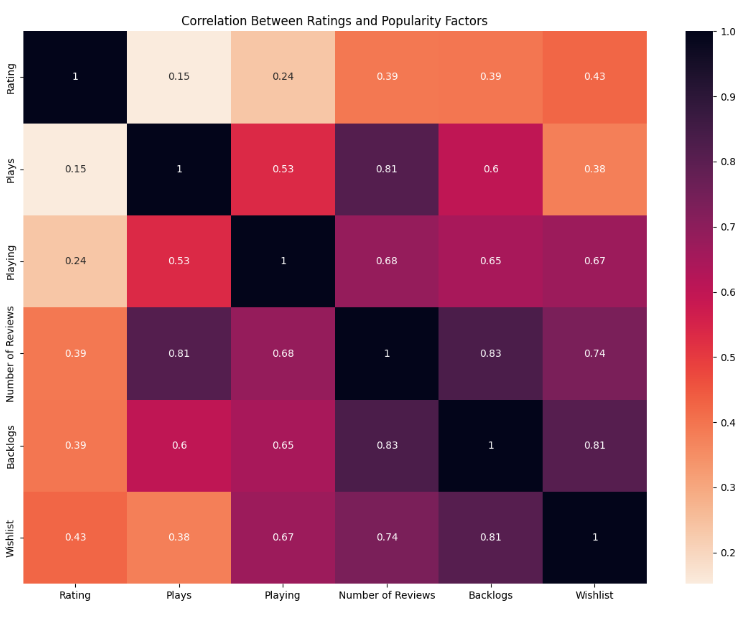 Correlation Between Ratings and Popularity Factors
Rating 1 0.15 0.24 0.39 0.39 0.43
Plays 0.15 1 0.53 0.81 0.6 0.38
Playing 0.24 0.53 1 0.68 0.65 0.67
Number of Reviews 0.39 0.81 0.68 1 0.83 0.74
Backlogs 0.39 0.6 0.65 0.83 1 0.81
Wishlist 0.43 0.38 0.67 0.74 0.81 1
Rating Plays Playing Number of Reviews Backlogs Wishlist
1.0
0.9
0.8
0.7
0.6
0.5
0.4
0.3
0.2